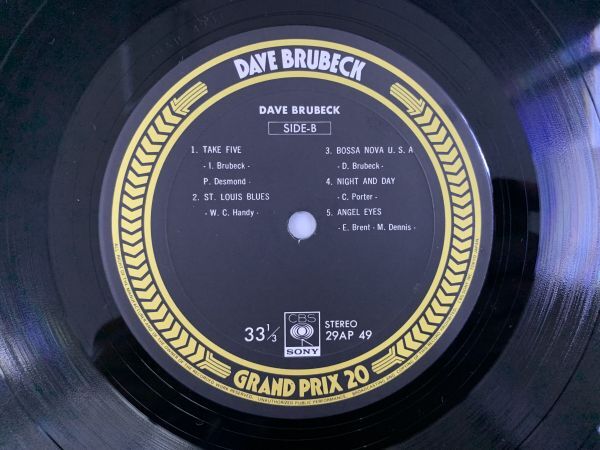 DAVE BRUBECK
DAVE BRUBECK
SIDE-B
1. TAKE FIVE
- I. Brubeck -
P. Desmond -
2. ST. LOUIS BLUES
- W. C. Handy -
3. BOSSA NOVA U. S. A
- D. Brubeck -
4. NIGHT AND DAY
- C. Porter -
5. ANGEL EYES
- E. Brent - M. Dennis -
33 1/3
CBS
SONY
STEREO
29AP 49
GRAND PRIX 20